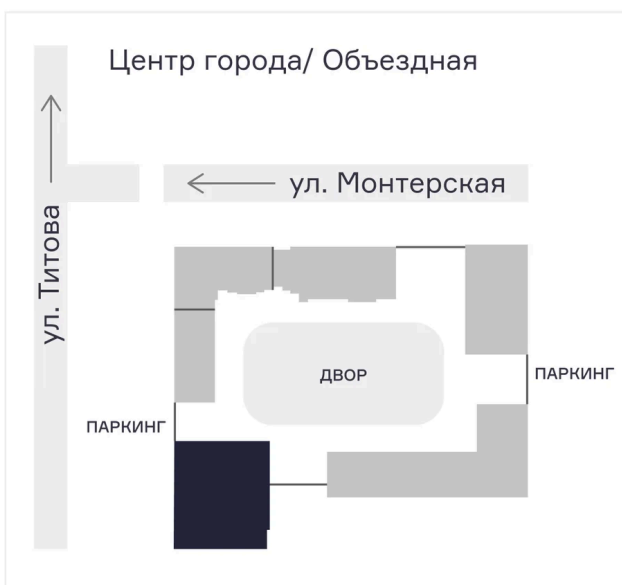 Центр города/ Объездная
ул. Монтерская
ул. Титова
ДВОР
ПАРКИНГ
ПАРКИНГ